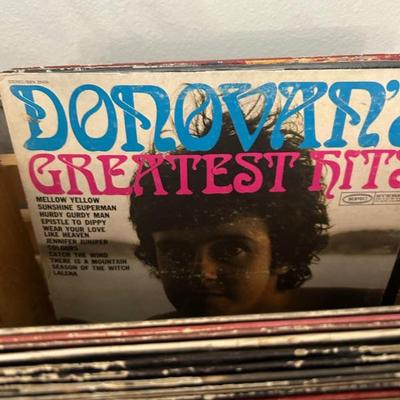 DONOVAN'S
GREATEST HITS
MELLOW YELLOW
SUNSHINE SUPERMAN
HURDY GURDY MAN
EPISTLE TO DIPPY
WEAR YOUR LOVE
LIKE HEAVEN
JENNIFER JUNIPER
COLOURS
CATCH THE WIND
THERE IS A MOUNTAIN
SEASON OF THE WITCH
LALENA